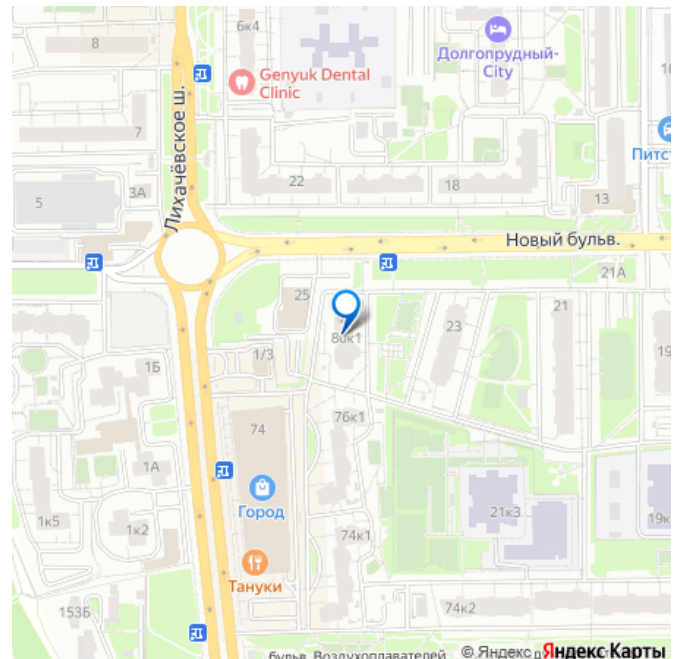 8
6к4
Genyuk Dental
Clinic
Долгопрудный-
City
7
Лихачёвское ш.
3А
5
22
18
13
Новый бульв.
21А
25
80к1
23
21
19
1/3
1Б
76к1
74
1А
Город
1к5
1к2
21к3
19к
74к1
Тануки
153Б
74к2
бульв. Воздухоплавателей
© Яндекс
Яндекс Карты